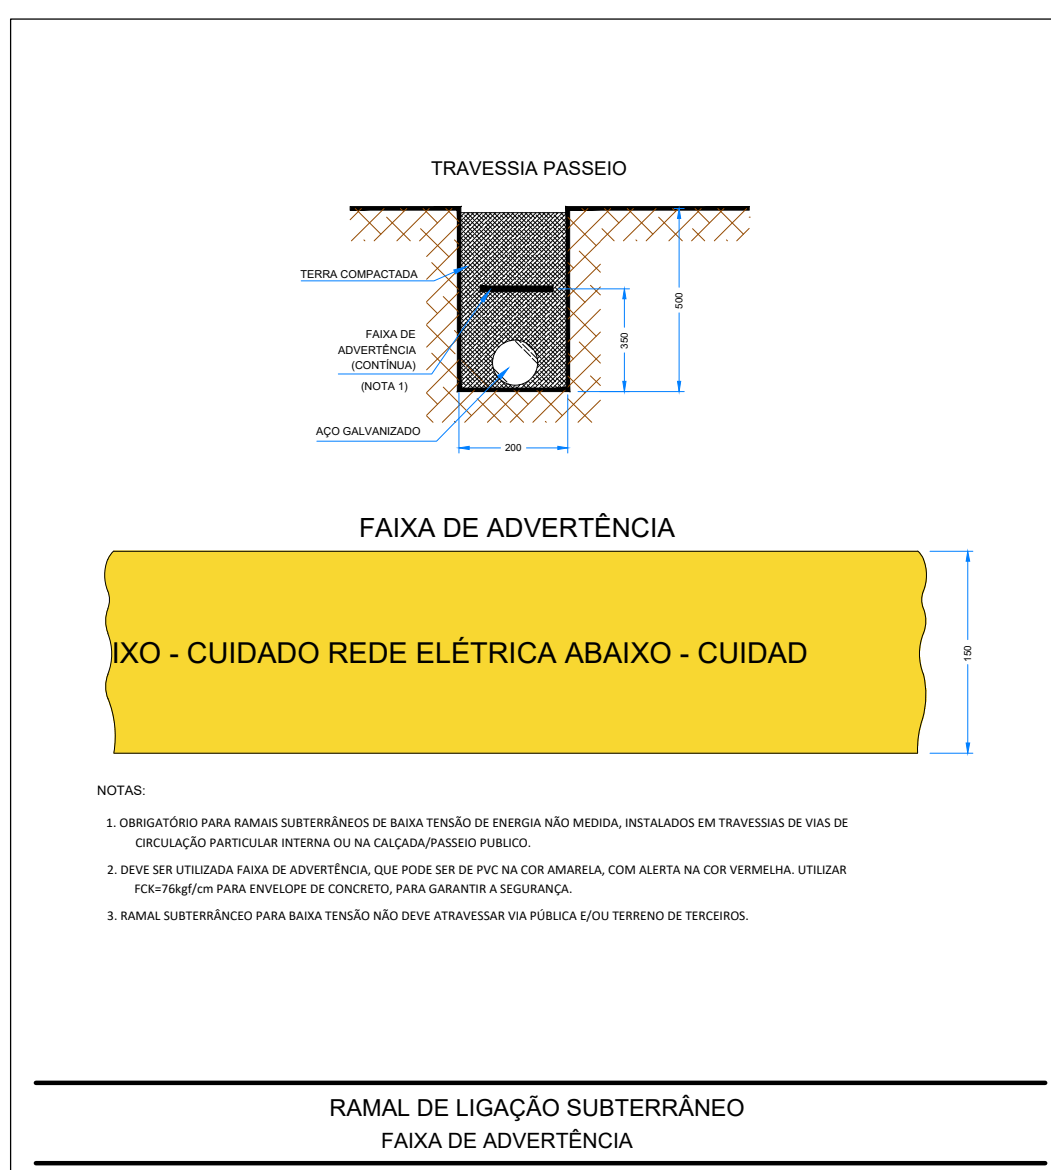 TRAVESSIA PASSEIO
TERRA COMPACTADA
FAIXA DE
ADVERTÊNCIA
(CONTÍNUA)
(NOTA 1)
AÇO GALVANIZADO
350
500
200
FAIXA DE ADVERTÊNCIA
IXO - CUIDADO REDE ELÉTRICA ABAIXO - CUIDAD
150
NOTAS:
1. OBRIGATÓRIO PARA RAMAIS SUBTERRÂNEOS DE BAIXA TENSÃO DE ENERGIA NÃO MEDIDA, INSTALADOS EM TRAVESSIAS DE VIAS DE
CIRCULAÇÃO PARTICULAR INTERNA OU NA CALÇADA/PASSEIO PUBLICO.
2. DEVE SER UTILIZADA FAIXA DE ADVERTÊNCIA, QUE PODE SER DE PVC NA COR AMARELA, COM ALERTA NA COR VERMELHA. UTILIZAR
FCK=76kgf/cm PARA ENVELOPE DE CONCRETO, PARA GARANTIR A SEGURANÇA.
3. RAMAL SUBTERRÂNCEO PARA BAIXA TENSÃO NÃO DEVE ATRAVESSAR VIA PÚBLICA E/OU TERRENO DE TERCEIROS.
RAMAL DE LIGAÇÃO SUBTERRÂNEO
FAIXA DE ADVERTÊNCIA